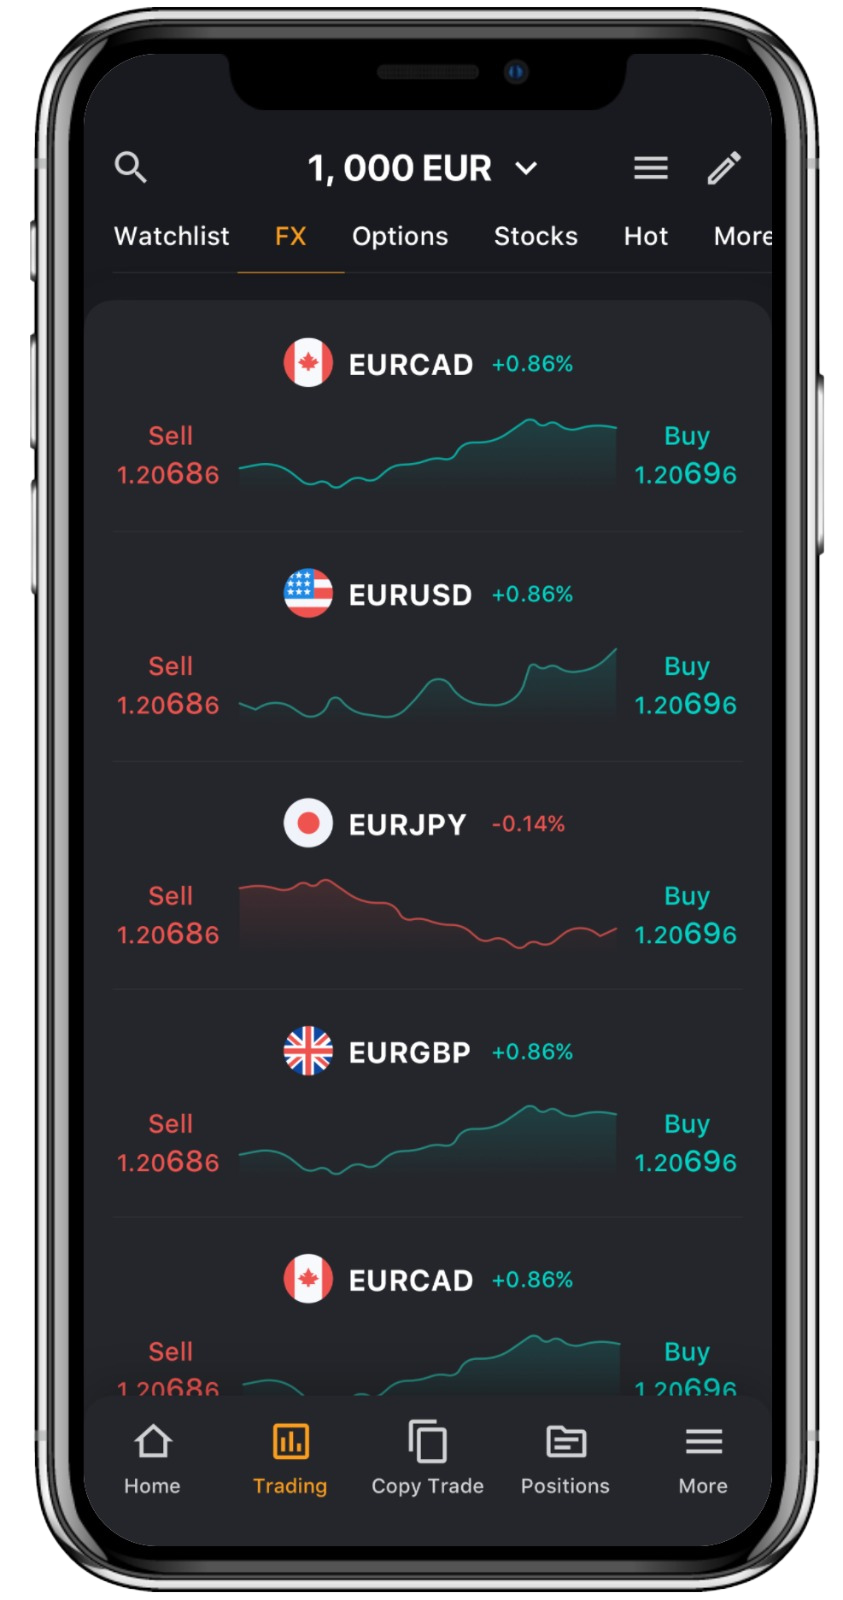 1, 000 EUR
Watchlist FX Options Stocks Hot More
EURCAD +0.86%
Sell Buy
1.20686 1.20696
EURUSD +0.86%
Sell Buy
1.20686 1.20696
EURJPY -0.14%
Sell Buy
1.20686 1.20696
EURGBP +0.86%
Sell Buy
1.20686 1.20696
EURCAD +0.86%
Sell Buy
1.20686 1.20696
Home Trading Copy Trade Positions More